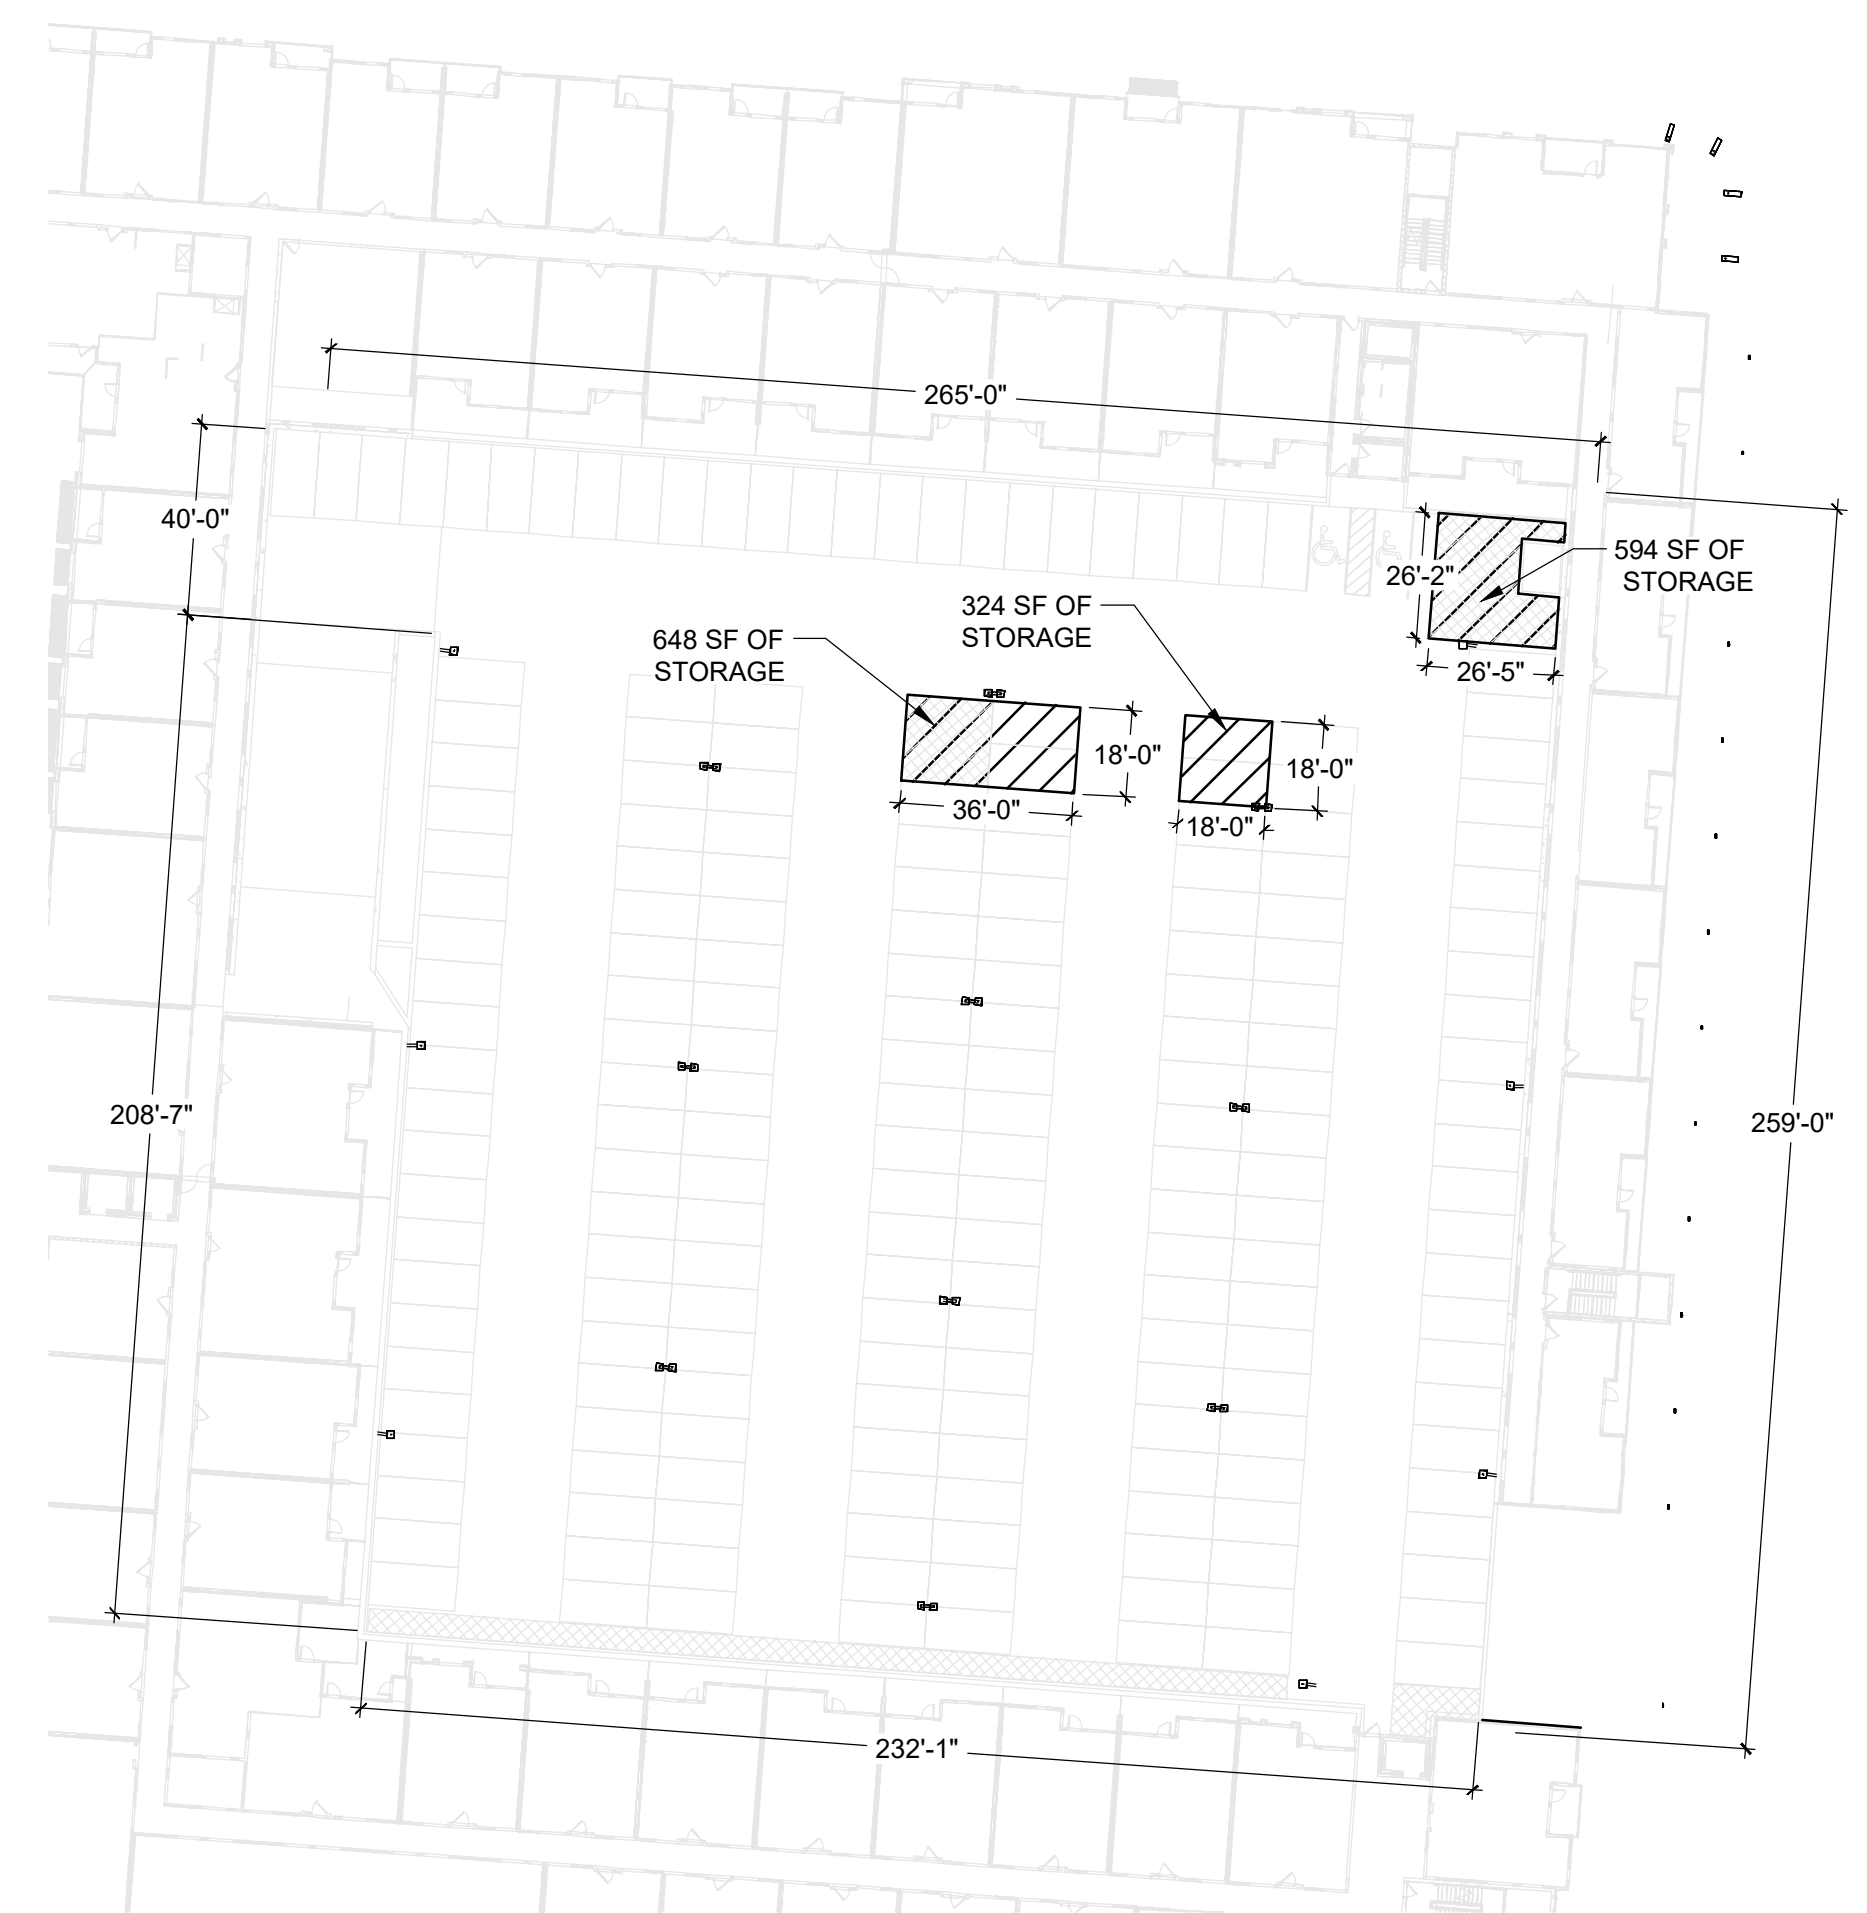 265'-0"
40'-0"
594 SF OF
STORAGE
26'-2"
324 SF OF
STORAGE
648 SF OF
STORAGE
26'-5"
18'-0"
18'-0"
36'-0"
18'-0"
208'-7"
259'-0"
232'-1"